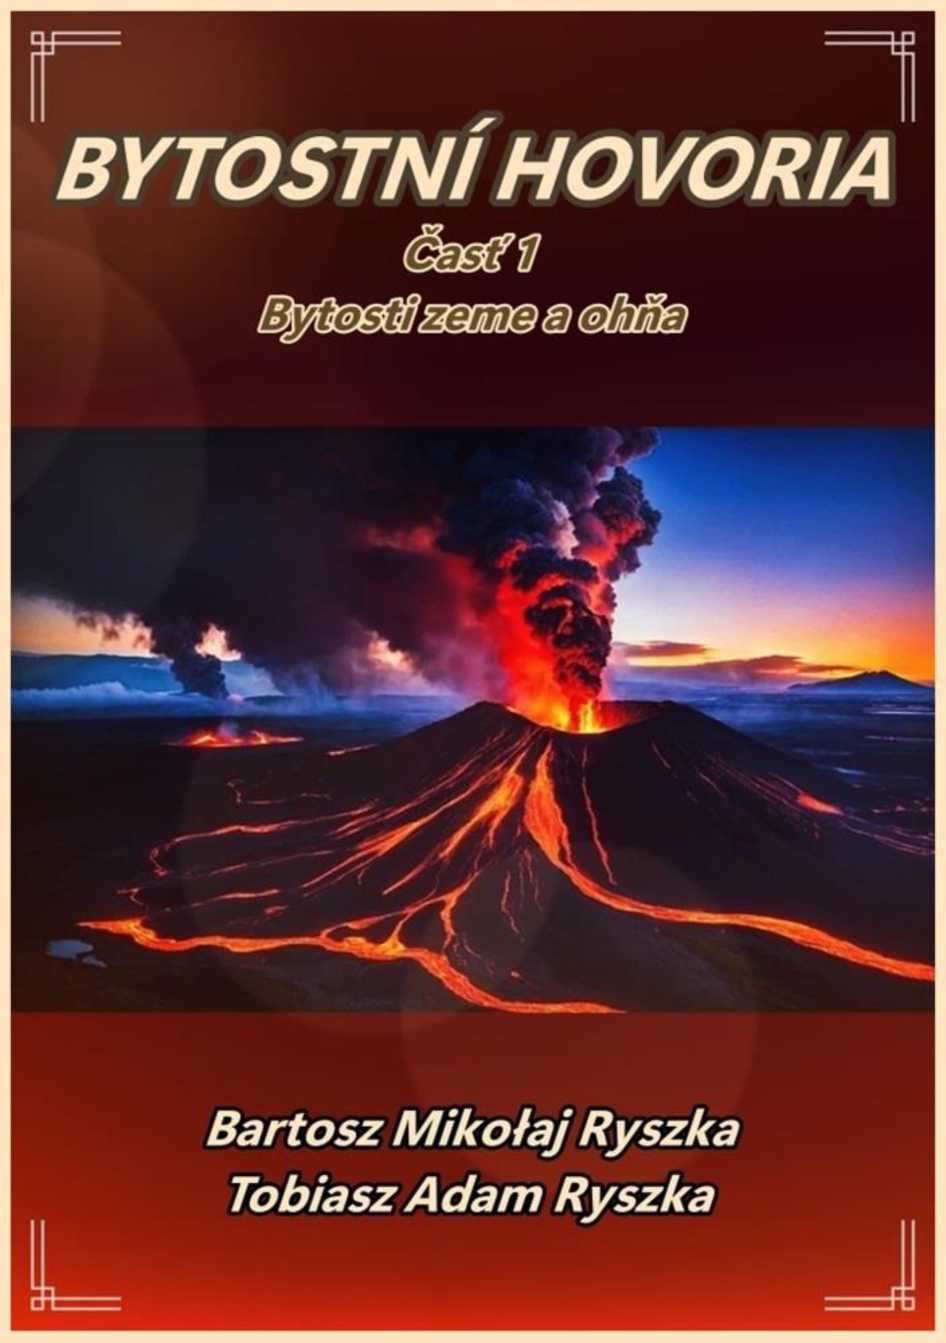 BYTOSTNÍ HOVORIA
Časť 1
Bytosti zeme a ohňa
Bartosz Mikołaj Ryszka
Tobiasz Adam Ryszka